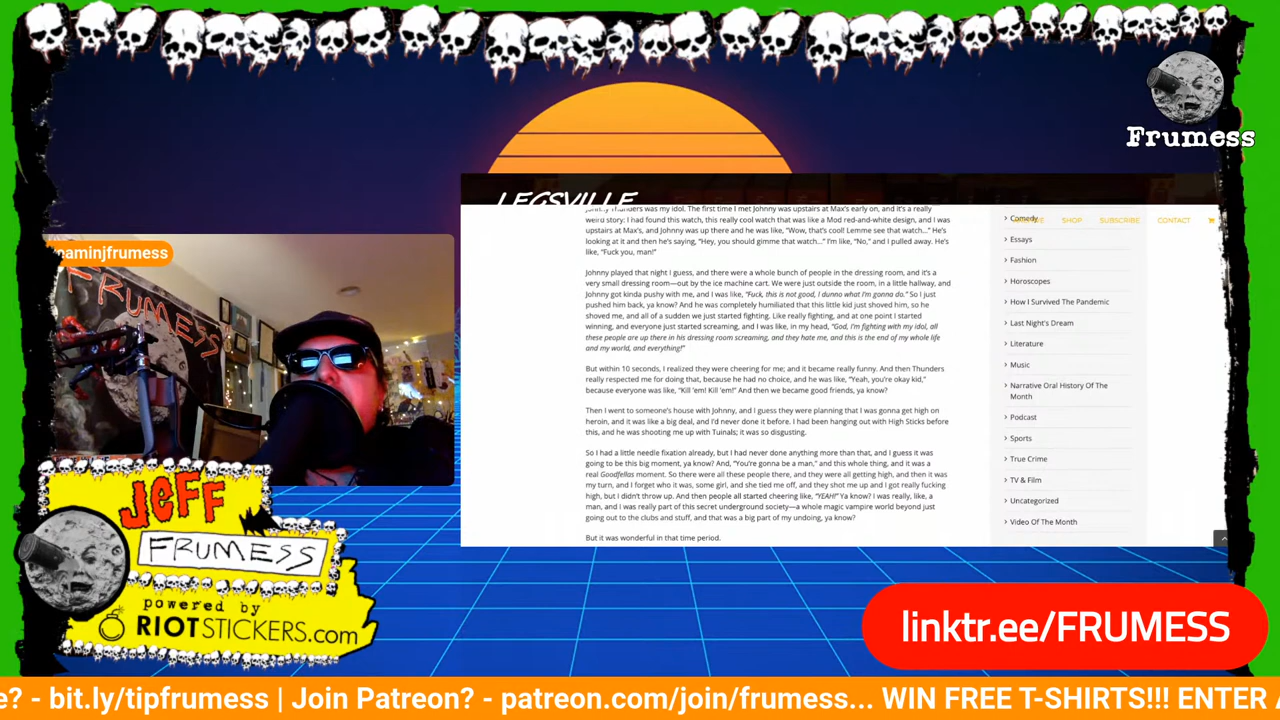 Frumess
LEGSVILLE
Johnny Thunders was my idol. The first time I met Johnny was upstairs at Max's early on, and it's a really
weird story: I had found this watch, this really cool watch that was like a Mod red-and-white design, and I was
upstairs at Max's, and Johnny was up there and he was like, "Wow, that's cool! Lemme see that watch..." He's
looking at it and then he's saying, "Hey, you should gimme that watch..." I'm like, "No," and I pulled away. He's
like, "Fuck you, man!"
Johnny played that night I guess, and there were a whole bunch of people in the dressing room, and it's a
very small dressing room—out by the ice machine cart. We were just outside the room, in a little hallway, and
Johnny got kinda pushy with me, and I was like, "Fuck, this is not good, I dunno what I'm gonna do." So I just
pushed him back, ya know? And he was completely humiliated that this little kid just shoved him, so he
shoved me, and all of a sudden we just started fighting. Like really fighting, and at one point I started
winning, and everyone just started screaming, and I was like, in my head, "God, i'm fighting with my idol, all
these people are up there in his dressing room screaming, and they hate me, and this is the end of my whole life
and my world, and everything!"
But within 10 seconds, I realized they were cheering for me; and it became really funny. And then Thunders
really respected me for doing that, because he had no choice, and he was like, "Yeah, you're okay kid,"
because everyone was like, "Kill 'em! Kill 'em!" And then we became good friends, ya know?
Then I went to someone's house with Johnny, and I guess they were planning that I was gonna get high on
heroin, and it was like a big deal, and I'd never done it before. I had been hanging out with High Sticks before
this, and he was shooting me up with Tuinals; it was so disgusting.
So I had a little needle fixation already, but I had never done anything more than that, and I guess it was
going to be this big moment, ya know? And, "You're gonna be a man," and this whole thing, and it was a
real Goodfellas moment. So there were all these people there, and they were all getting high, and then it was
my turn, and I forget who it was, some girl, and she tied me off, and they shot me up and I got really fucking
high, but I didn't throw up. And then people all started cheering like, "YEAH!" Ya know? I was really, like, a
man, and i was really part of this secret underground society—a whole magic vampire world beyond just
going out to the clubs and stuff, and that was a big part of my undoing, ya know?
But it was wonderful in that time period.
SHOP
SUBSCRIBE
CONTACT
> Comedy
> Essays
> Fashion
> Horoscopes
> How I Survived The Pandemic
> Last Night's Dream
> Literature
> Music
> Narrative Oral History Of The
Month
> Podcast
> Sports
> True Crime
> TV & Film
> Uncategorized
> Video Of The Month
eaminjfrumess
FRUMESS
JEFF
FRUMESS
powered by
RIOTSTICKERS.com
linktr.ee/FRUMESS
e? - bit.ly/tipfrumess | Join Patreon? - patreon.com/join/frumess... WIN FREE T-SHIRTS!!! ENTER